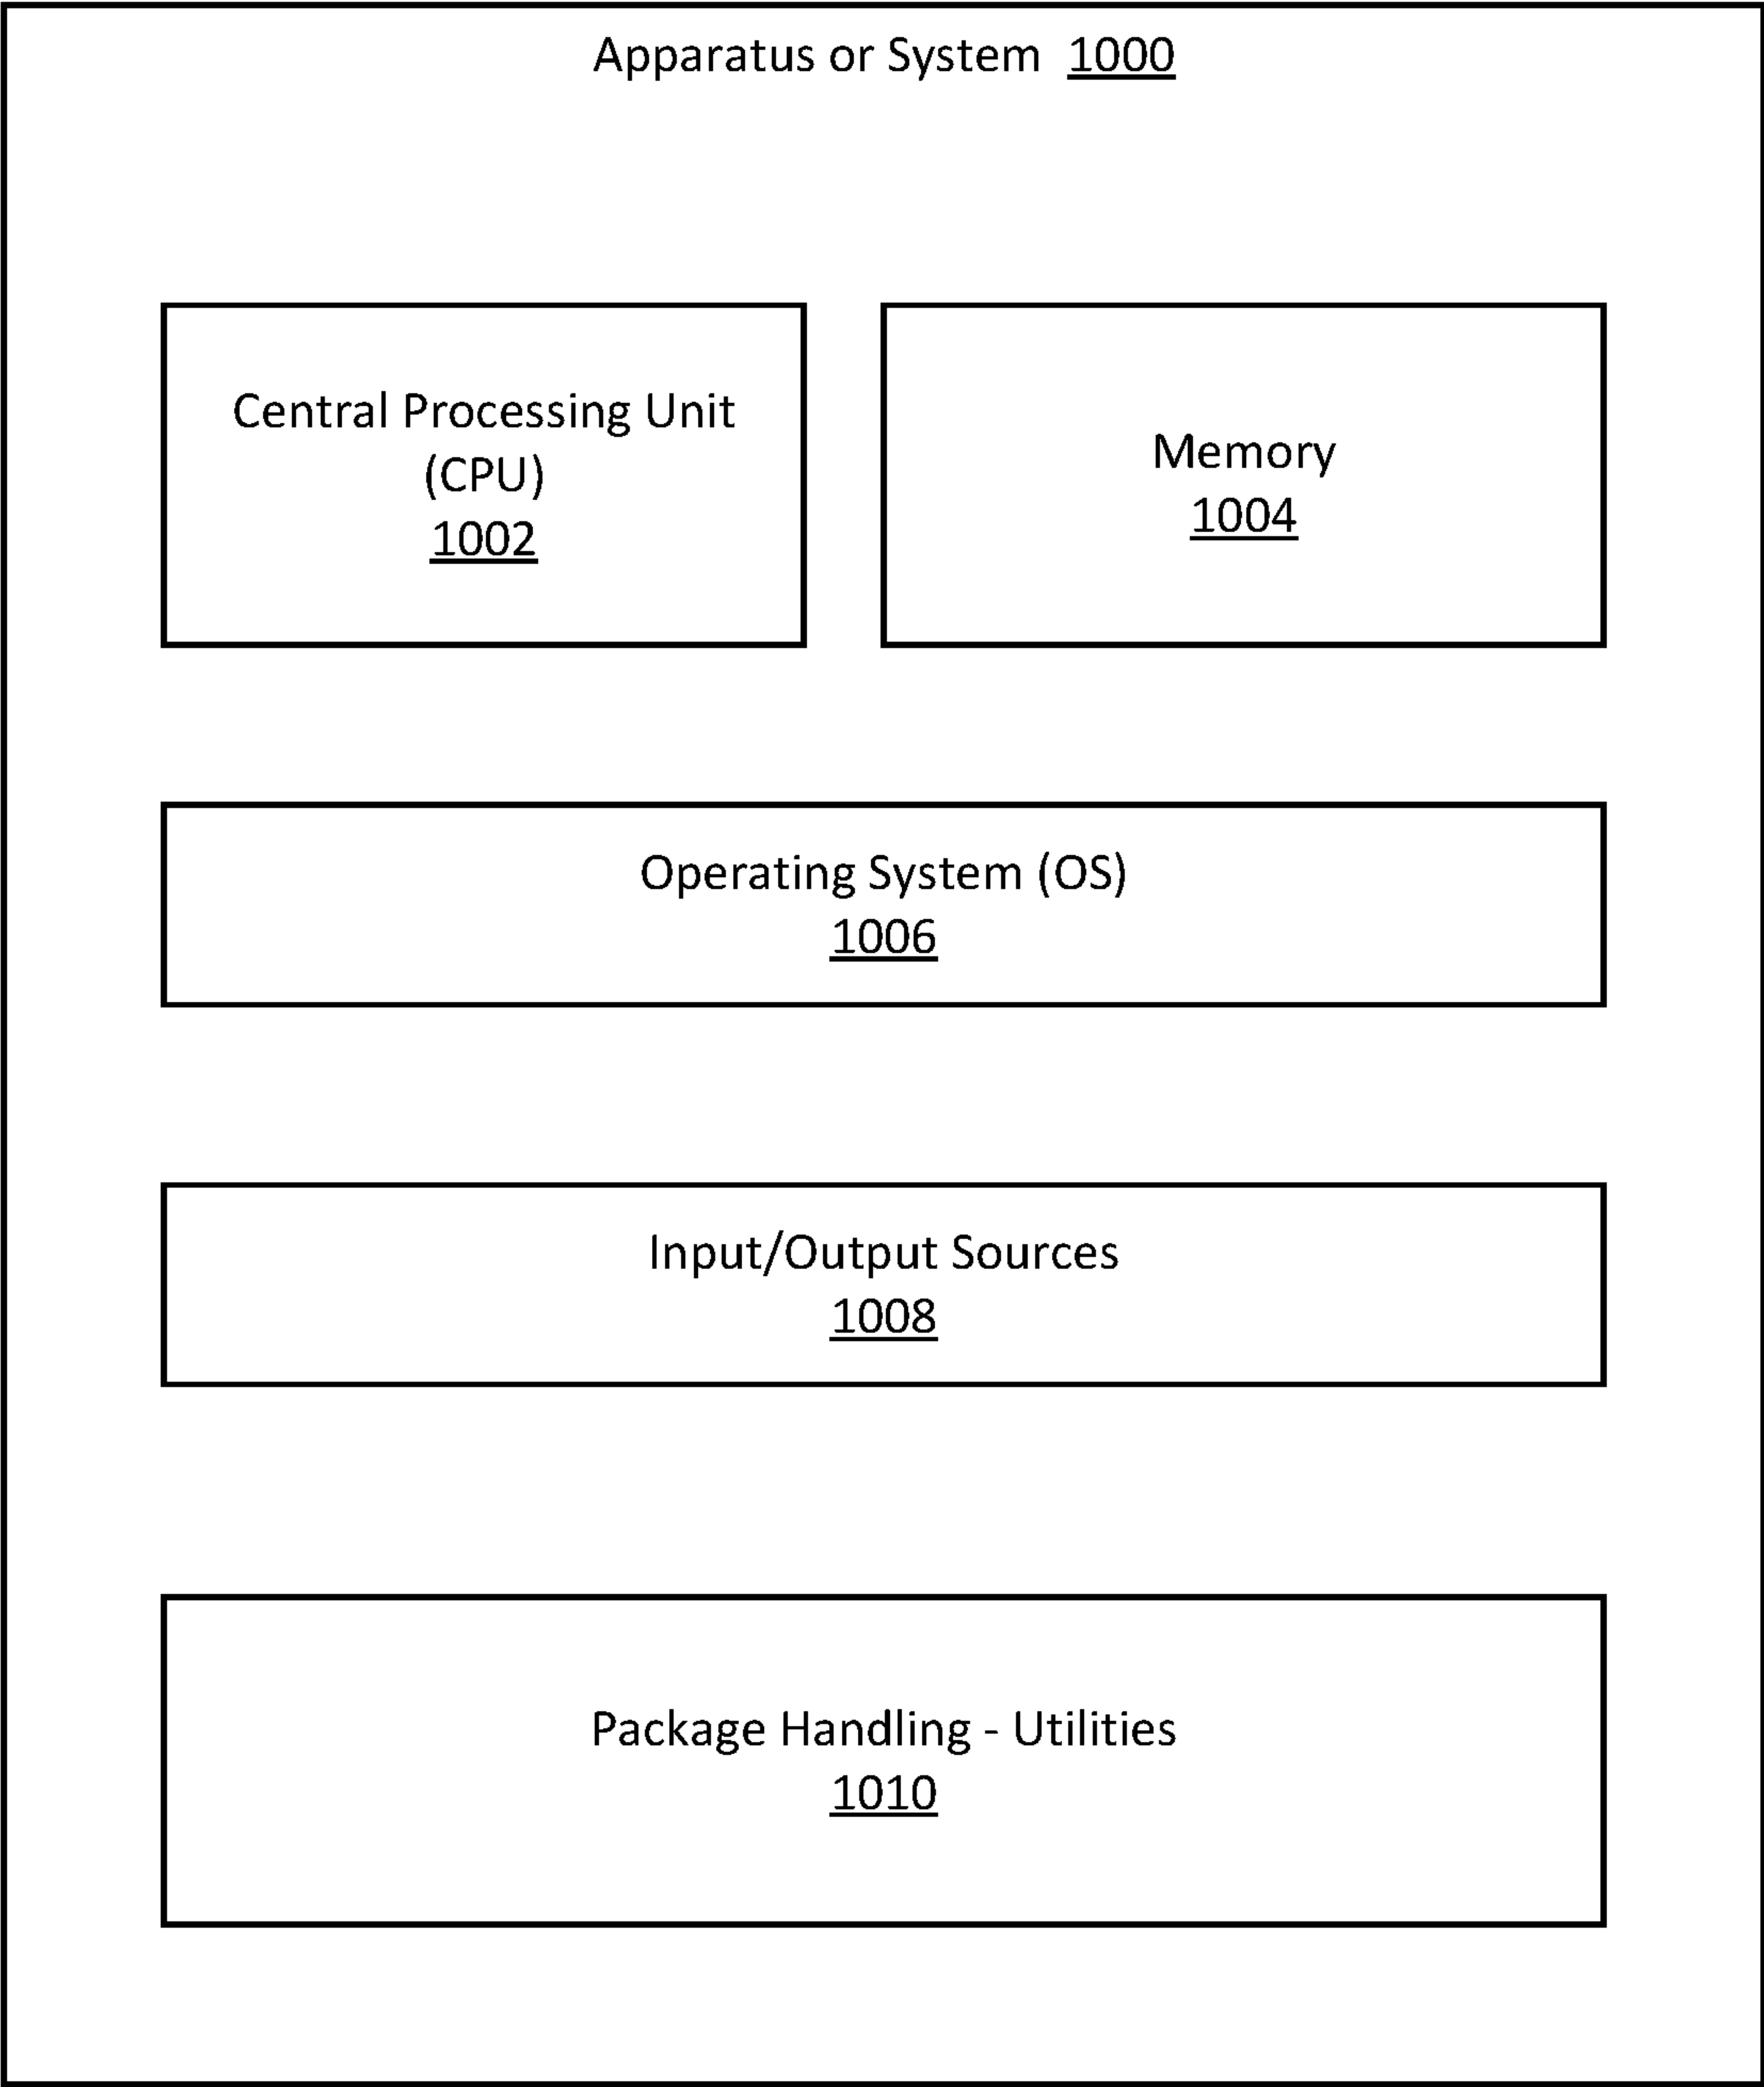 Apparatus or System 1000
Central Processing Unit
(CPU)
1002
Memory
1004
Operating System (OS)
1006
Input/Output Sources
1008
Package Handling - Utilities
1010